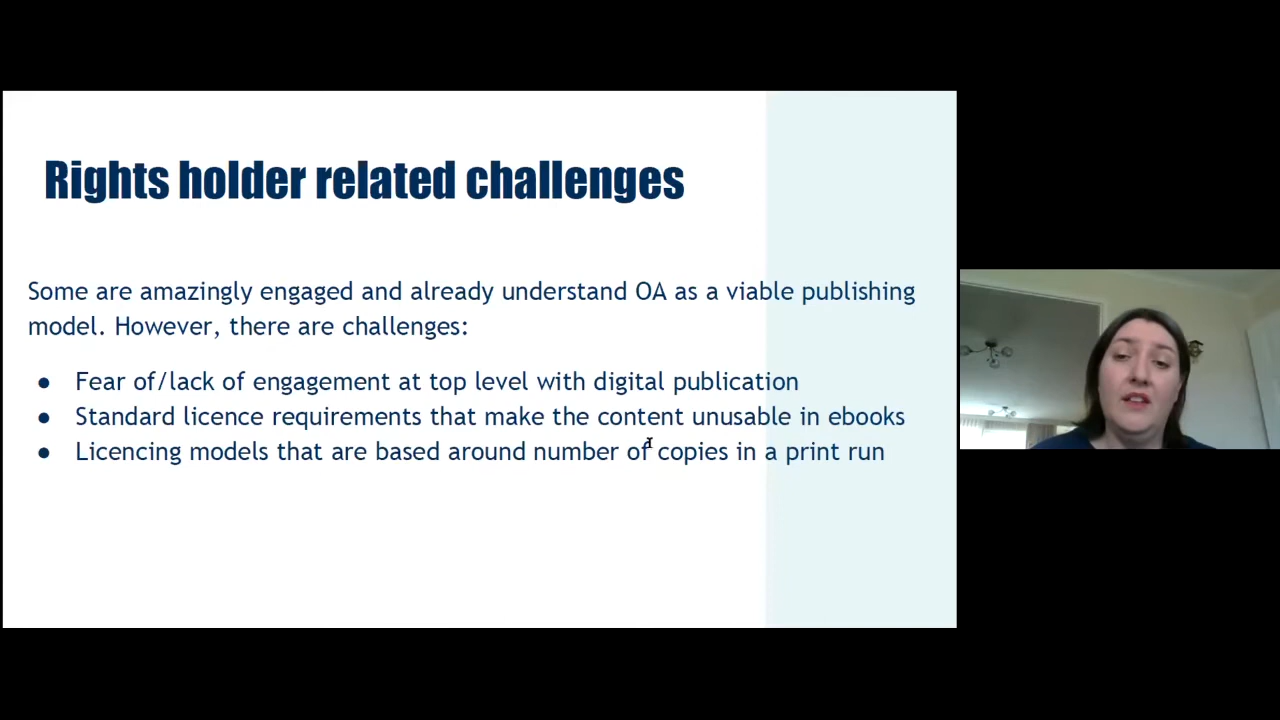 Rights holder related challenges
Some are amazingly engaged and already understand OA as a viable publishing
model. However, there are challenges:
● Fear of/lack of engagement at top level with digital publication
● Standard licence requirements that make the content unusable in ebooks
● Licencing models that are based around number of copies in a print run